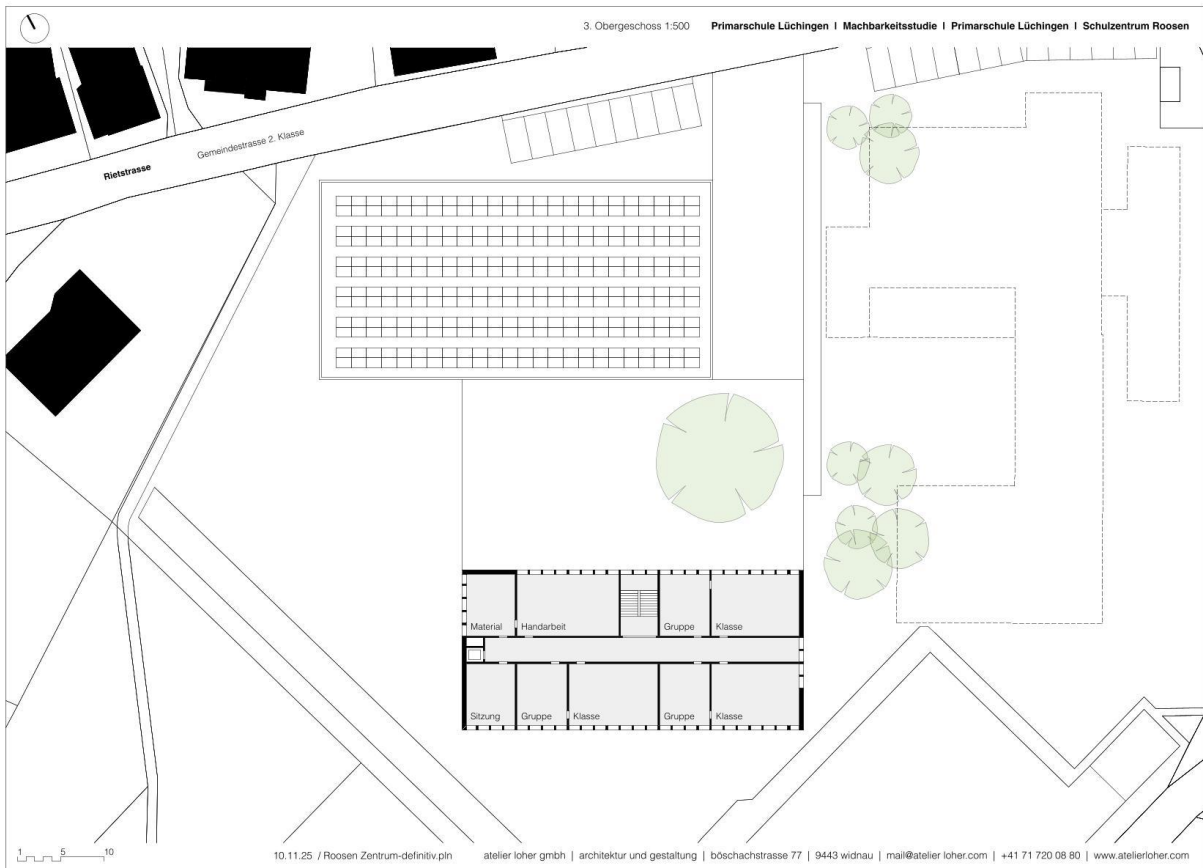 3. Obergeschoss 1:500 Primarschule Lüchingen I Machbarkeitsstudie I Primarschule Lüchingen I Schulzentrum Roosen
Gemeindestrasse 2. Klasse
Rietstrasse
Material Handarbeit Gruppe Klasse
Sitzung Gruppe Klasse Gruppe Klasse
1 5 10
10.11.25 / Roosen Zentrum-definitiv.pln atelier loher gmbh | architektur und gestaltung | böschachstrasse 77 | 9443 widnau | mail@atelier loher.com | +41 71 720 08 80 | www.atelierloher.com